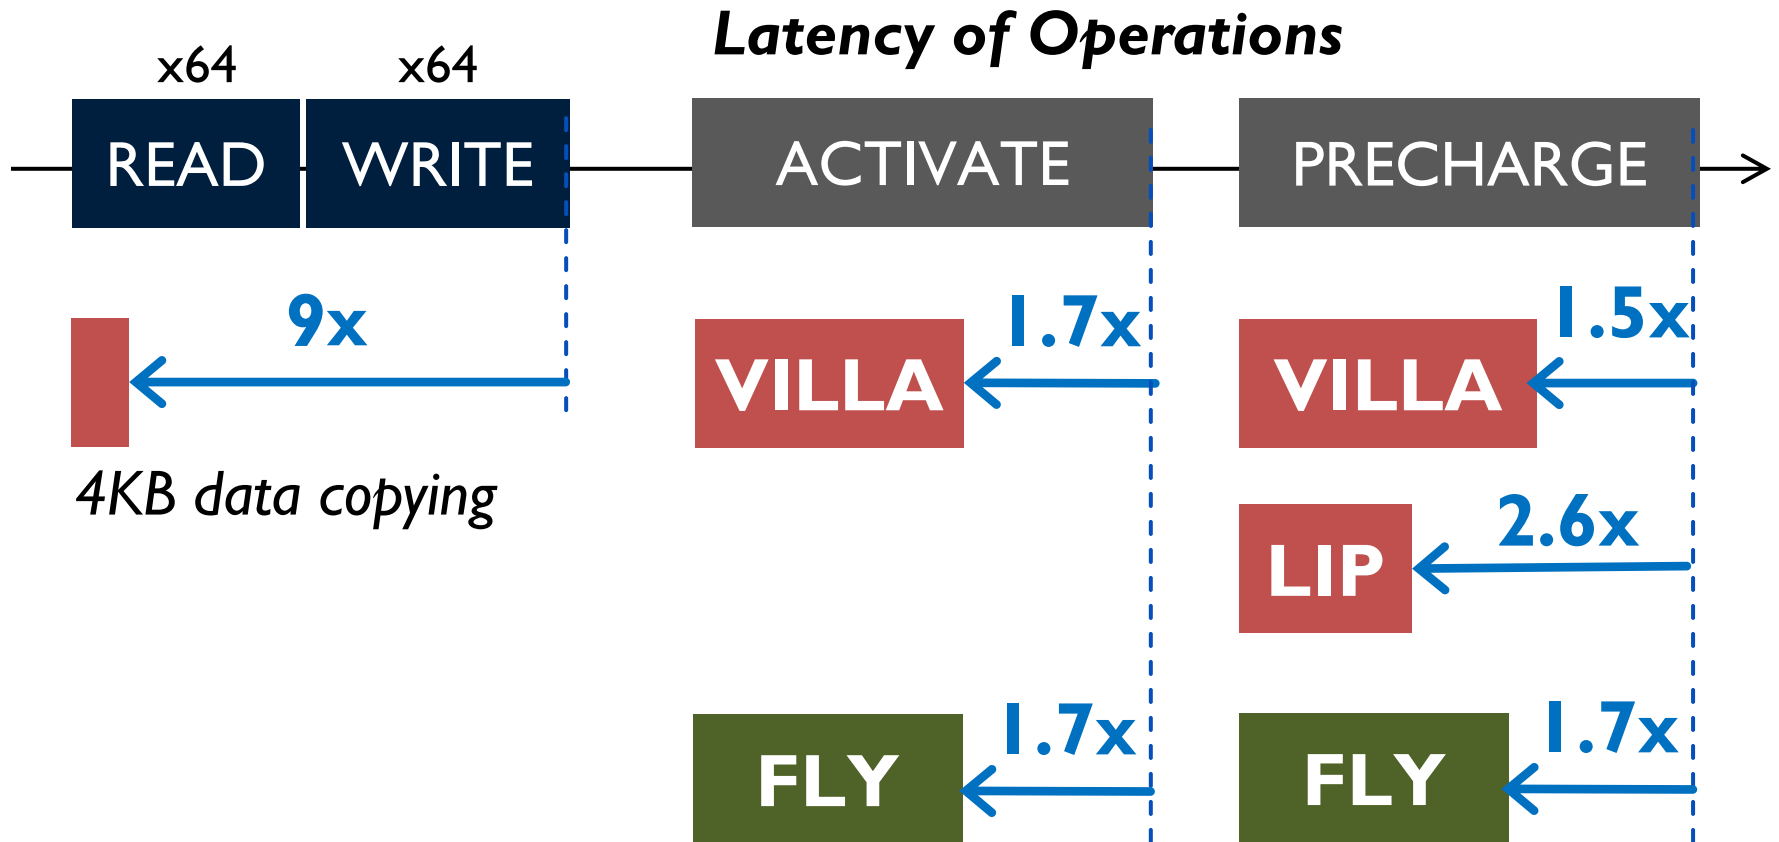 Latency of Operations
x64 x64
READ WRITE ACTIVATE PRECHARGE
9x 1.7x 1.5x
VILLA VILLA
4KB data copying
2.6x
LIP
1.7x 1.7x
FLY FLY